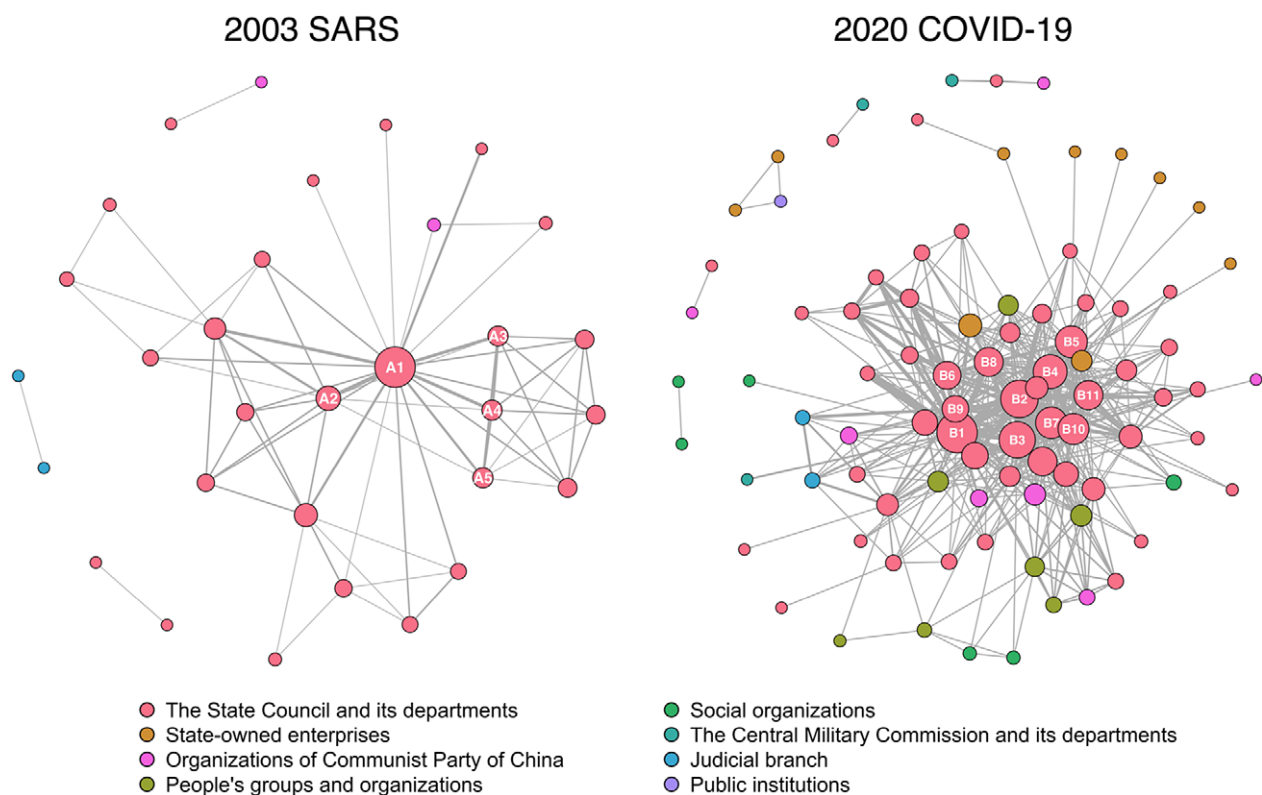 2003 SARS
2020 COVID-19
A1
A2
A3
A4
A5
B5
B4
B8
B6
B2
B11
B9
B7
B10
B1
B3
The State Council and its departments
State-owned enterprises
Organizations of Communist Party of China
People's groups and organizations
Social organizations
The Central Military Commission and its departments
Judicial branch
Public institutions